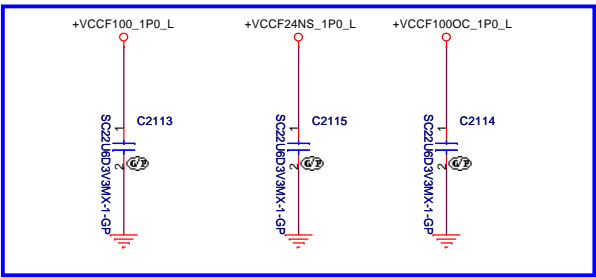 +VCCF100_1P0_L
+VCCF24NS_1P0_L
+VCCF100OC_1P0_L
SC22U6D3V3MX-1-GP
1
2
C2113
G/P
SC22U6D3V3MX-1-GP
1
2
C2115
G/P
SC22U6D3V3MX-1-GP
1
2
C2114
G/P